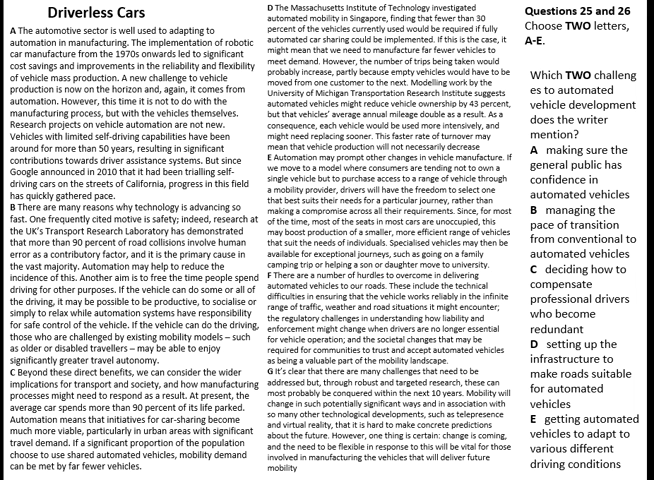 Driverless Cars
A The automotive sector is well used to adapting to
automation in manufacturing. The implementation of robotic
car manufacture from the 1970s onwards led to significant
cost savings and improvements in the reliability and flexibility
of vehicle mass production. A new challenge to vehicle
production is now on the horizon and, again, it comes from
automation. However, this time it is not to do with the
manufacturing process, but with the vehicles themselves.
Research projects on vehicle automation are not new.
Vehicles with limited self-driving capabilities have been
around for more than 50 years, resulting in significant
contributions towards driver assistance systems. But since
Google announced in 2010 that it had been trialling self-
driving cars on the streets of California, progress in this field
has quickly gathered pace.
B There are many reasons why technology is advancing so
fast. One frequently cited motive is safety; indeed, research at
the UK's Transport Research Laboratory has demonstrated
that more than 90 percent of road collisions involve human
error as a contributory factor, and it is the primary cause in
the vast majority. Automation may help to reduce the
incidence of this. Another aim is to free the time people spend
driving for other purposes. If the vehicle can do some or all of
the driving, it may be possible to be productive, to socialise or
simply to relax while automation systems have responsibility
for safe control of the vehicle. If the vehicle can do the driving,
those who are challenged by existing mobility models – such
as older or disabled travellers – may be able to enjoy
significantly greater travel autonomy.
C Beyond these direct benefits, we can consider the wider
implications for transport and society, and how manufacturing
processes might need to respond as a result. At present, the
average car spends more than 90 percent of its life parked.
Automation means that initiatives for car-sharing become
much more viable, particularly in urban areas with significant
travel demand. If a significant proportion of the population
choose to use shared automated vehicles, mobility demand
can be met by far fewer vehicles.
D The Massachusetts Institute of Technology investigated
automated mobility in Singapore, finding that fewer than 30
percent of the vehicles currently used would be required if fully
automated car sharing could be implemented. If this is the case, it
might mean that we need to manufacture far fewer vehicles to
meet demand. However, the number of trips being taken would
probably increase, partly because empty vehicles would have to be
moved from one customer to the next. Modelling work by the
University of Michigan Transportation Research Institute suggests
automated vehicles might reduce vehicle ownership by 43 percent,
but that vehicles' average annual mileage double as a result. As a
consequence, each vehicle would be used more intensively, and
might need replacing sooner. This faster rate of turnover may
mean that vehicle production will not necessarily decrease
E Automation may prompt other changes in vehicle manufacture. If
we move to a model where consumers are tending not to own a
single vehicle but to purchase access to a range of vehicle through
a mobility provider, drivers will have the freedom to select one
that best suits their needs for a particular journey, rather than
making a compromise across all their requirements. Since, for most
of the time, most of the seats in most cars are unoccupied, this
may boost production of a smaller, more efficient range of vehicles
that suit the needs of individuals. Specialised vehicles may then be
available for exceptional journeys, such as going on a family
camping trip or helping a son or daughter move to university.
F There are a number of hurdles to overcome in delivering
automated vehicles to our roads. These include the technical
difficulties in ensuring that the vehicle works reliably in the infinite
range of traffic, weather and road situations it might encounter;
the regulatory challenges in understanding how liability and
enforcement might change when drivers are no longer essential
for vehicle operation; and the societal changes that may be
required for communities to trust and accept automated vehicles
as being a valuable part of the mobility landscape.
G It's clear that there are many challenges that need to be
addressed but, through robust and targeted research, these can
most probably be conquered within the next 10 years. Mobility will
change in such potentially significant ways and in association with
so many other technological developments, such as telepresence
and virtual reality, that it is hard to make concrete predictions
about the future. However, one thing is certain: change is coming,
and the need to be flexible in response to this will be vital for those
involved in manufacturing the vehicles that will deliver future
mobility
Questions 25 and 26
Choose TWO letters,
A-E.
Which TWO challeng
es to automated
vehicle development
does the writer
mention?
A making sure the
general public has
confidence in
automated vehicles
B managing the
pace of transition
from conventional to
automated vehicles
C deciding how to
compensate
professional drivers
who become
redundant
D setting up the
infrastructure to
make roads suitable
for automated
vehicles
E getting automated
vehicles to adapt to
various different
driving conditions